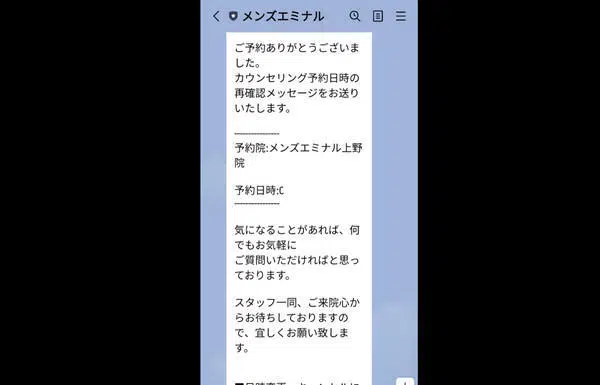 メンズエミナル
ご予約ありがとうございま
した。
カウンセリング予約日時の
再確認メッセージをお送り
いたします。
----------------
予約院:メンズエミナル上野
院
予約日時:C
----------------
気になることがあれば、何
でもお気軽に
ご質問いただければと思っ
ております。
スタッフ一同、ご来院心か
らお待ちしておりますの
で、宜しくお願い致しま
す。